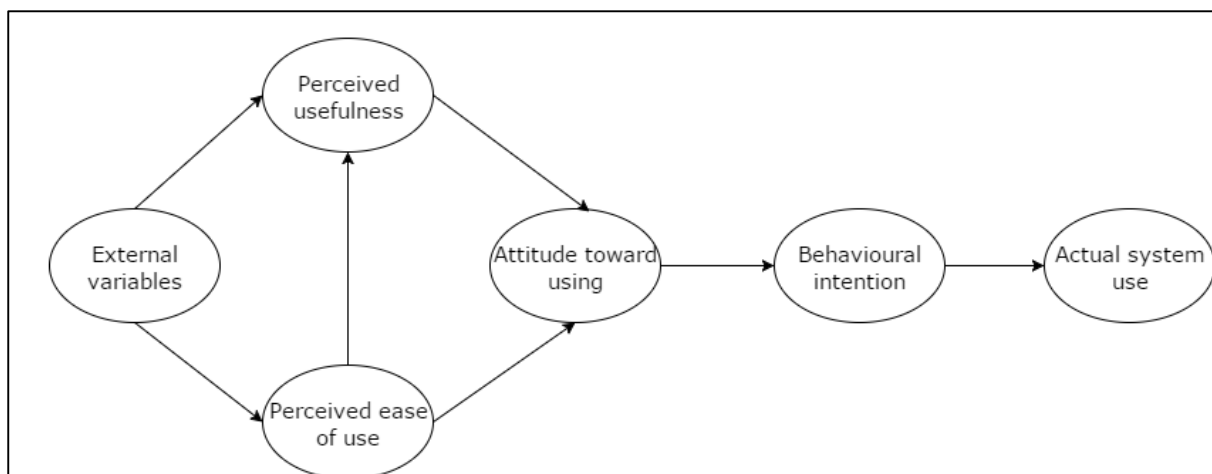 Perceived
usefulness
External
variables
Attitude toward
using
Behavioural
intention
Actual system
use
Perceived ease
of use